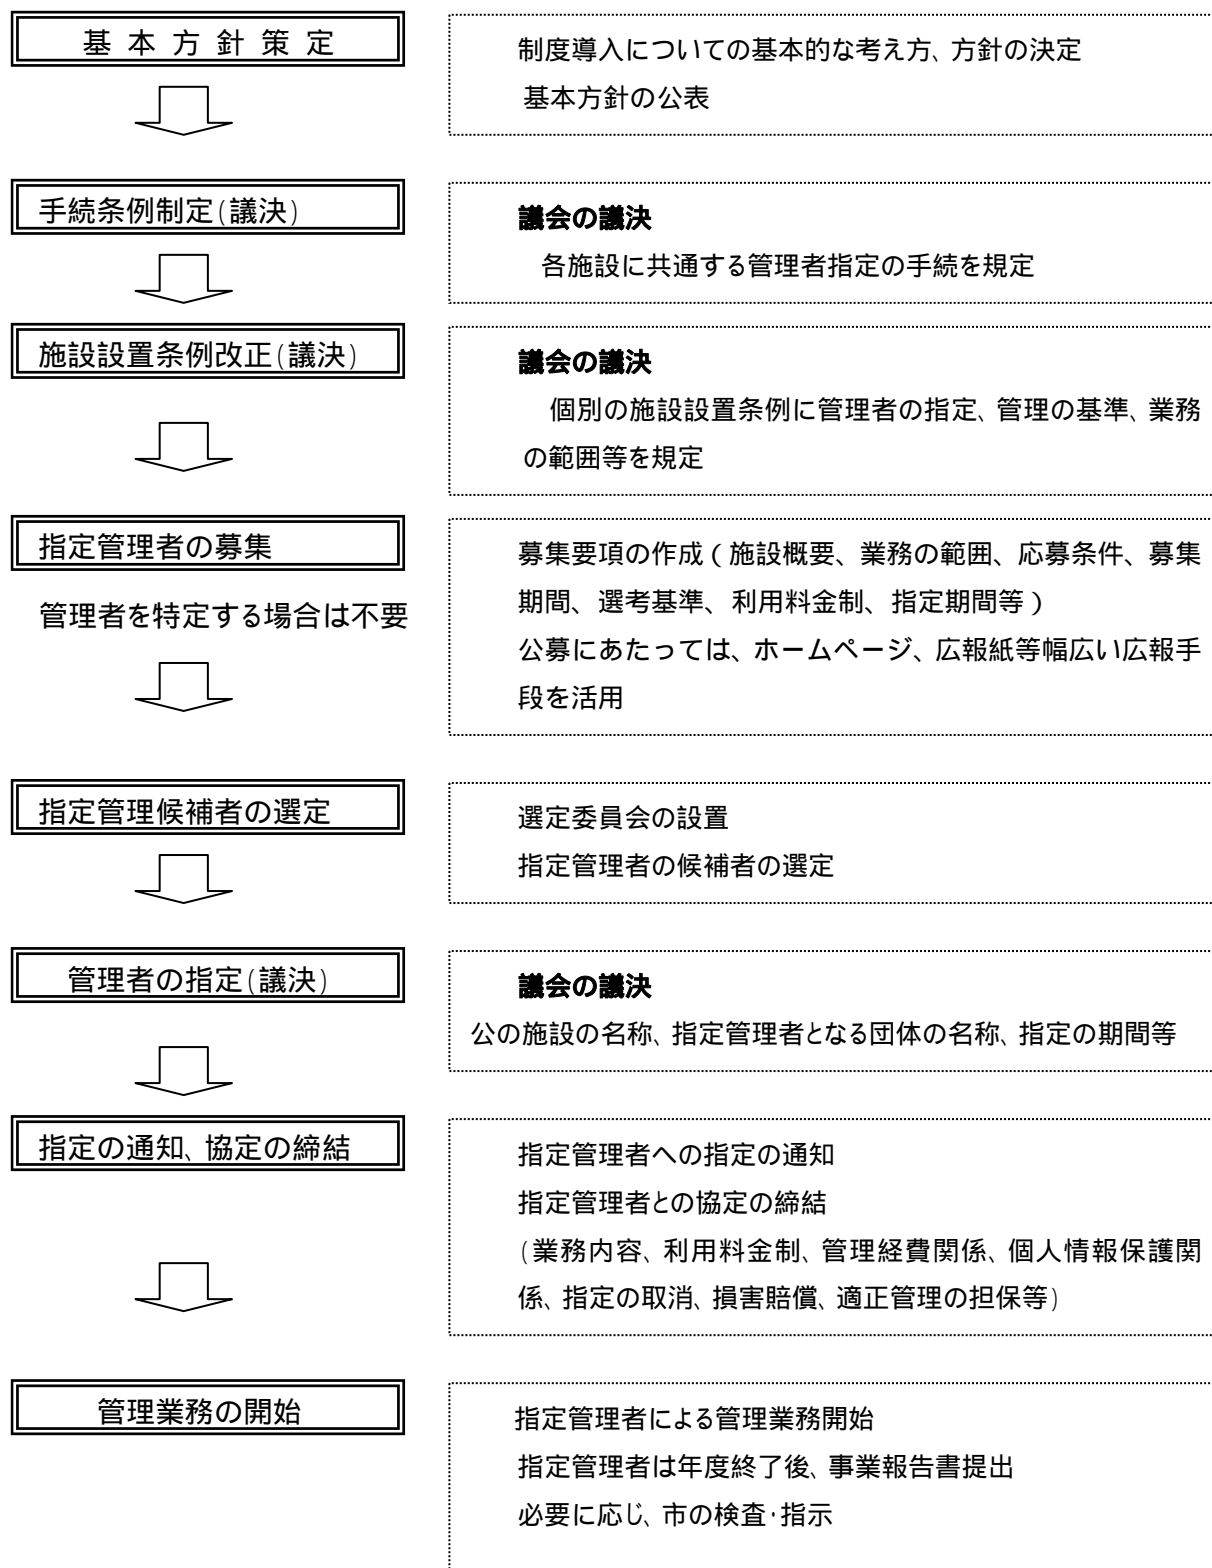 基本方針策定
制度導入についての基本的な考え方、方針の決定
基本方針の公表
手続条例制定(議決)
議会の議決
各施設に共通する管理者指定の手続を規定
施設設置条例改正(議決)
議会の議決
個別の施設設置条例に管理者の指定、管理の基準、業務
の範囲等を規定
指定管理者の募集
管理者を特定する場合は不要
募集要項の作成(施設概要、業務の範囲、応募条件、募集
期間、選考基準、利用料金制、指定期間等)
公募にあたっては、ホームページ、広報紙等幅広い広報手
段を活用
指定管理候補者の選定
選定委員会の設置
指定管理者の候補者の選定
管理者の指定(議決)
議会の議決
公の施設の名称、指定管理者となる団体の名称、指定の期間等
指定の通知、協定の締結
指定管理者への指定の通知
指定管理者との協定の締結
(業務内容、利用料金制、管理経費関係、個人情報保護関
係、指定の取消、損害賠償、適正管理の担保等)
管理業務の開始
指定管理者による管理業務開始
指定管理者は年度終了後、事業報告書提出
必要に応じ、市の検査・指示